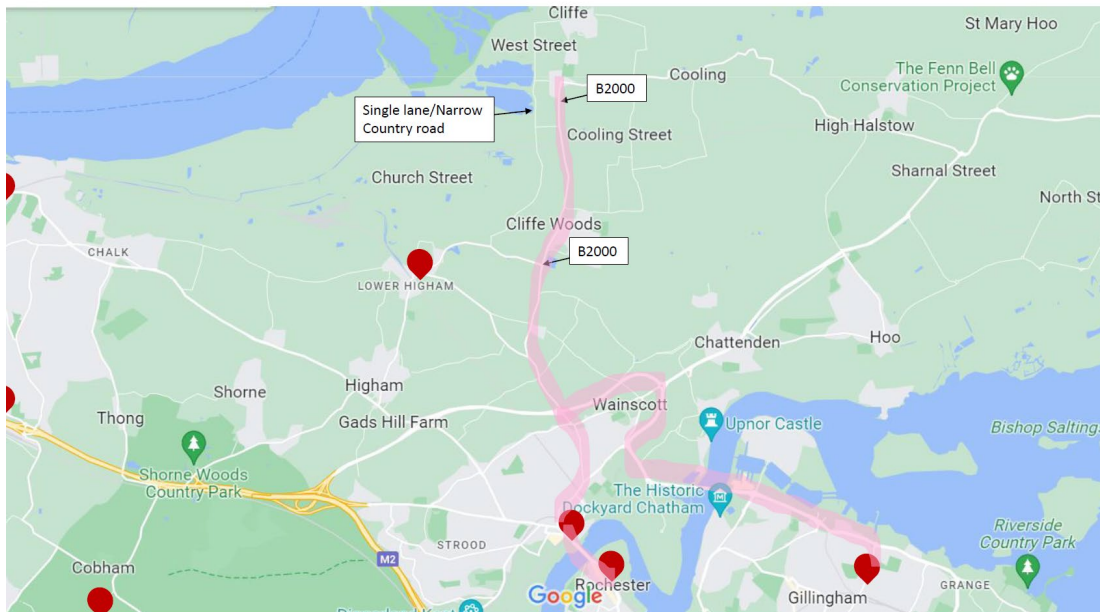 Cliffe
St Mary Hoo
West Street
The Fenn Bell
Conservation Project
Cooling
B2000
Single lane/Narrow
Country road
High Halstow
Cooling Street
Sharnal Street
Church Street
North St
Cliffe Woods
CHALK
B2000
LOWER HIGHAM
Chattenden
Hoo
Shorne
Higham
Wainscott
Thong
Gads Hill Farm
Upnor Castle
Bishop Saltings
Shorne Woods
Country Park
The Historic
Dockyard Chatham
Riverside
Country Park
STROOD
M2
Cobham
Rochester
GRANGE
Google
Gillingham